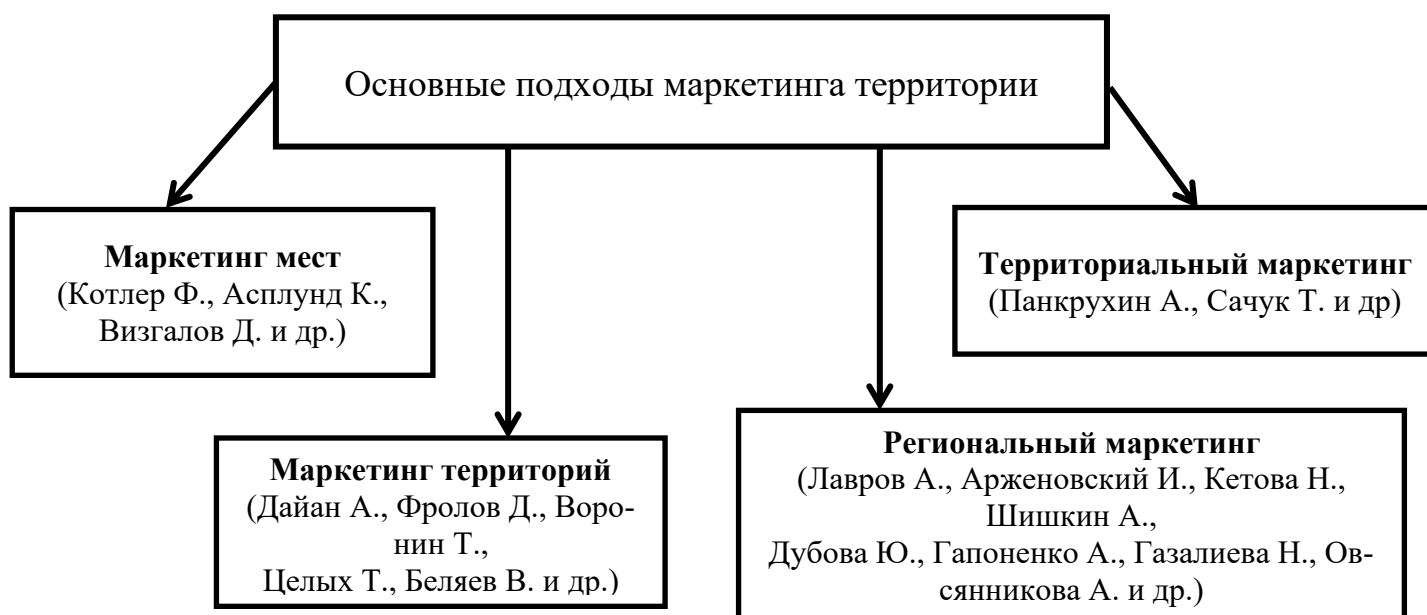 Основные подходы маркетинга территории
Маркетинг мест
(Котлер Ф., Асплунд К.,
Визгалов Д. и др.)
Территориальный маркетинг
(Панкрухин А., Сачук Т. и др)
Маркетинг территорий
(Дайан А., Фролов Д., Воро-
нин Т.,
Целых Т., Беляев В. и др.)
Региональный маркетинг
(Лавров А., Арженовский И., Кетова Н.,
Шишкин А.,
Дубова Ю., Гапоненко А., Газалиева Н., Ов-
сянникова А. и др.)